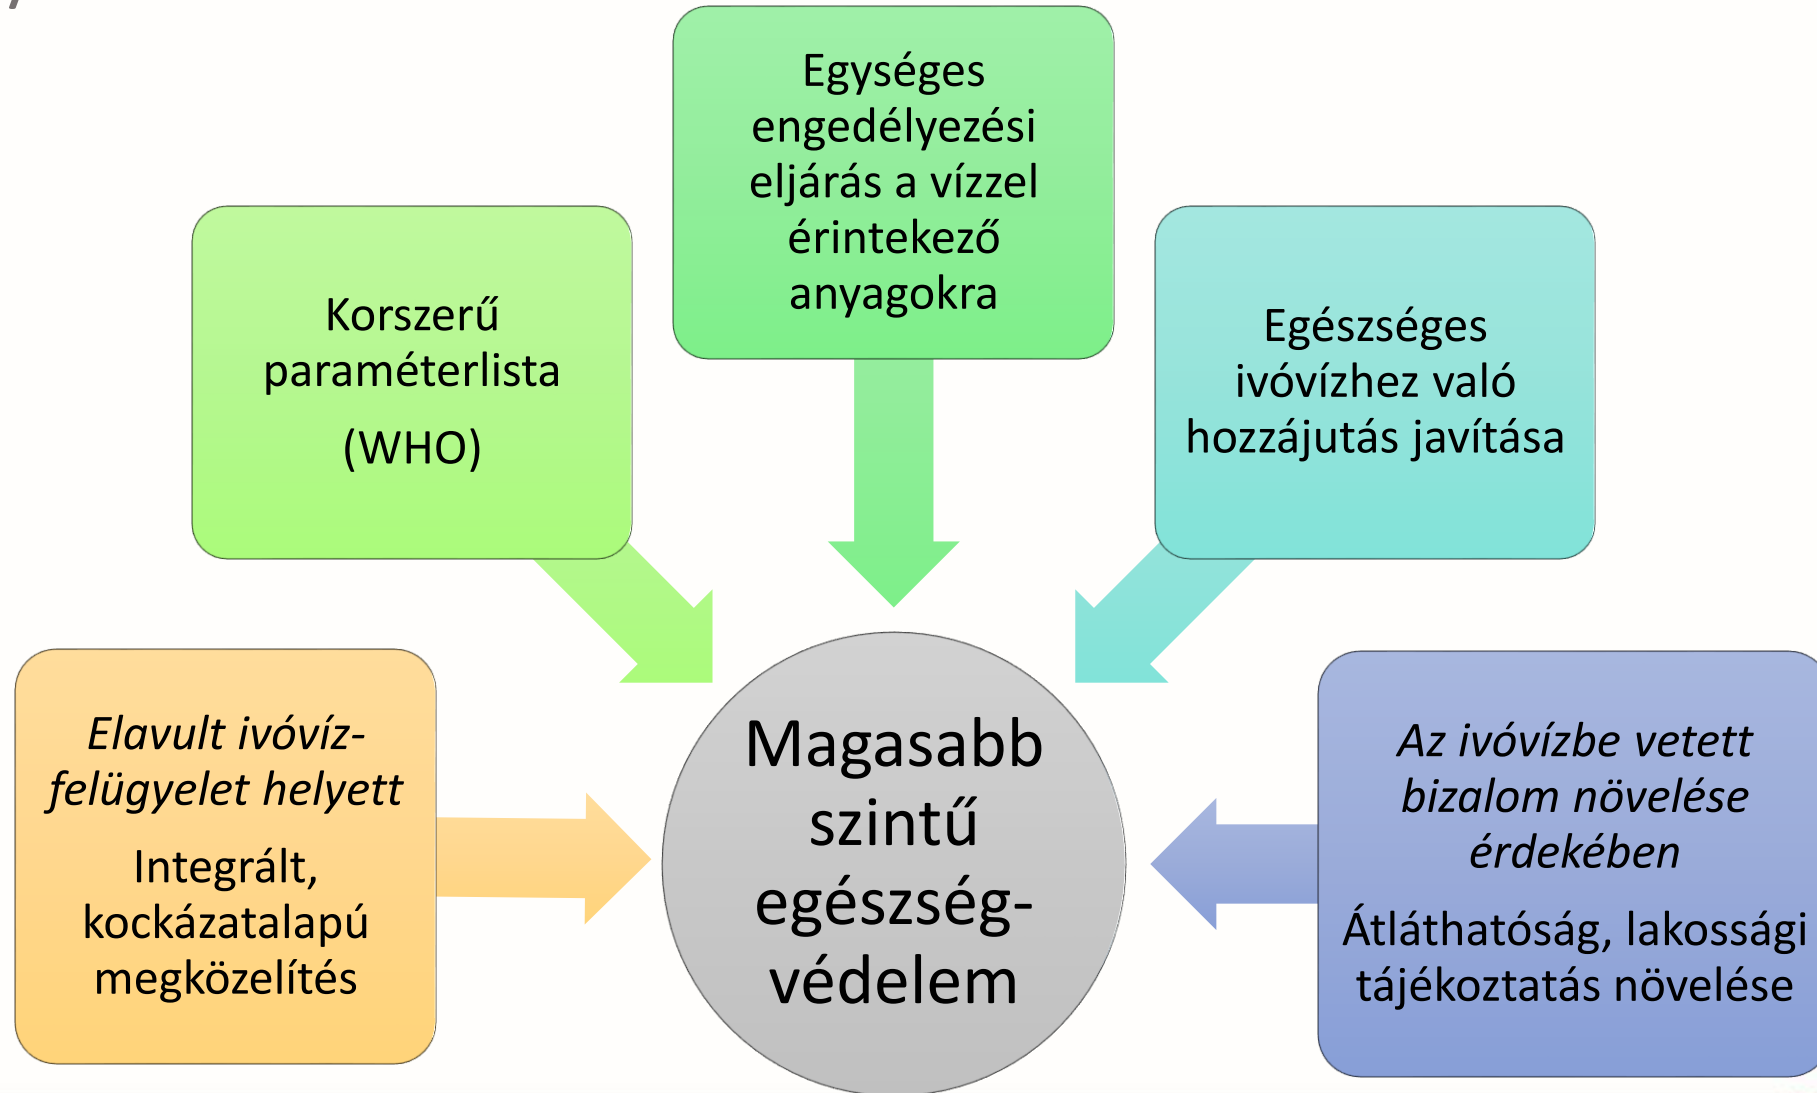 Egységes
engedélyezési
eljárás a vízzel
érintekező
anyagokra
Korszerű
paraméterlista
(WHO)
Egészséges
ivóvízhez való
hozzájutás javítása
Elavult ivóvíz-
felügyelet helyett
Integrált,
kockázatalapú
megközelítés
Magasabb
szintű
egészség-
védelem
Az ivóvízbe vetett
bizalom növelése
érdekében
Átláthatóság, lakossági
tájékoztatás növelése